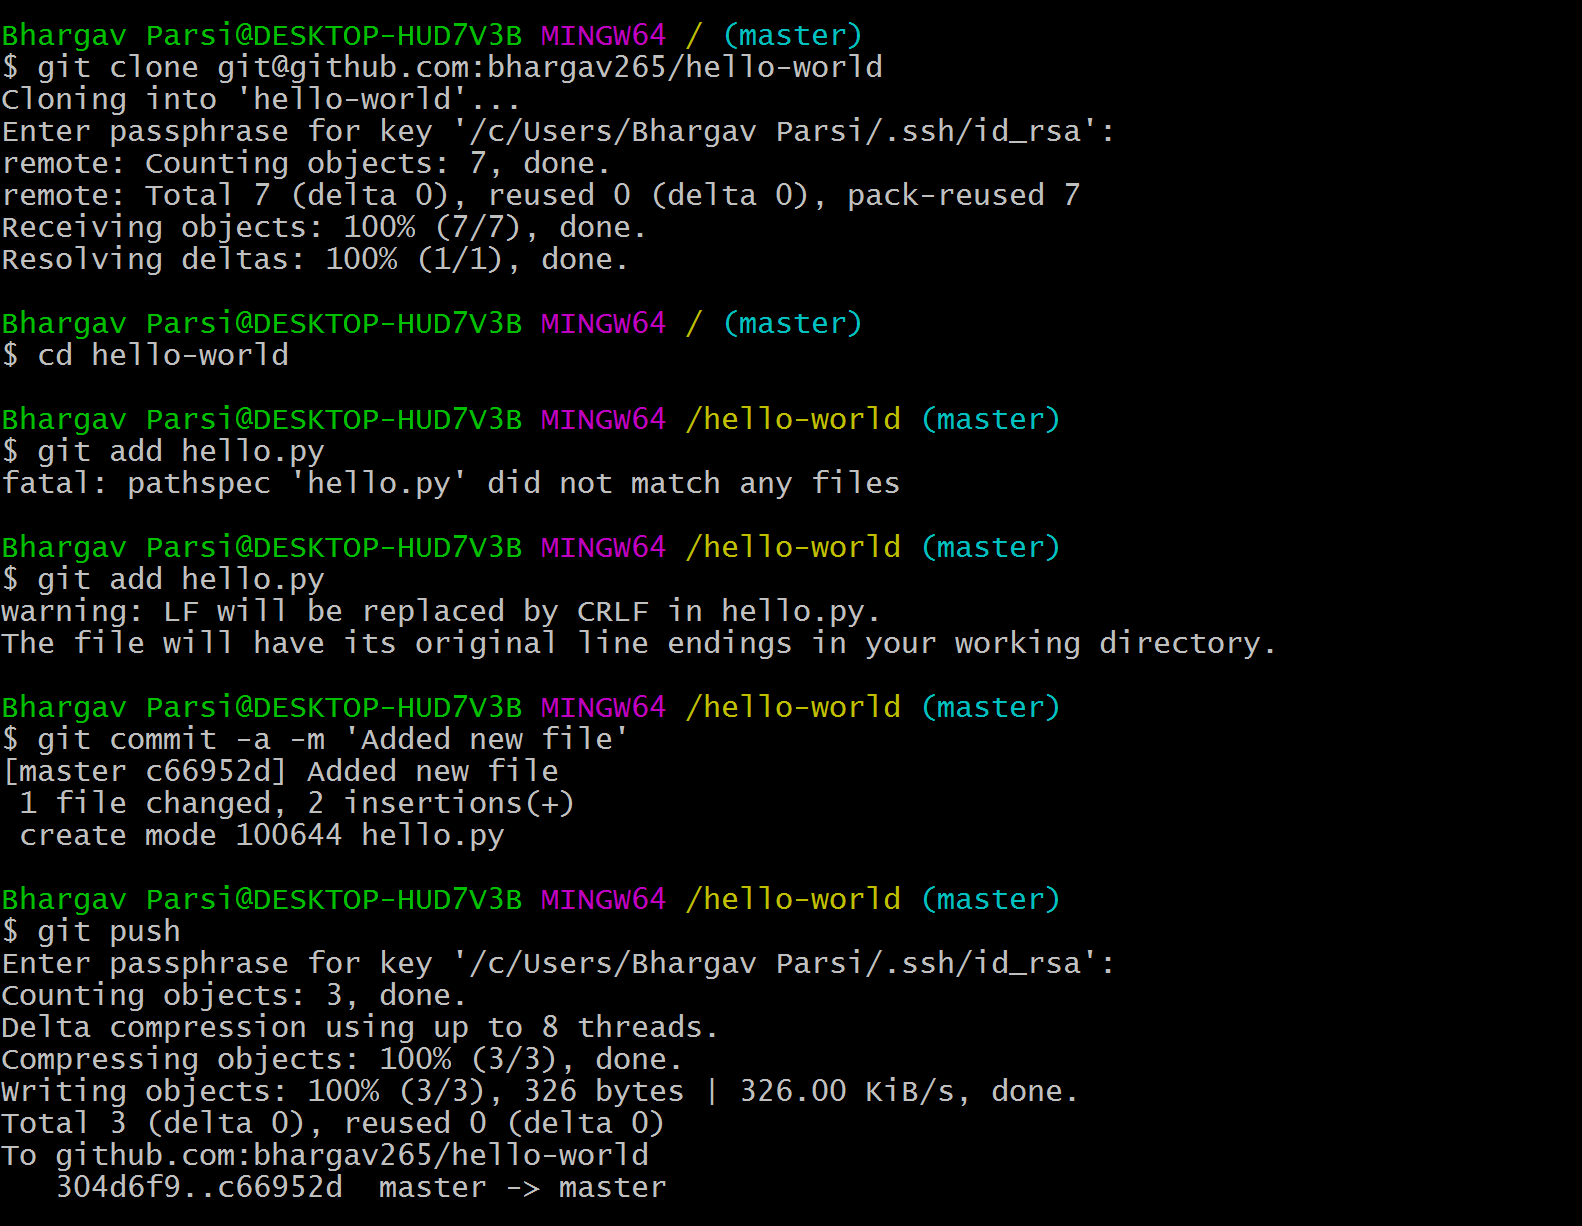 Bhargav Parsi@DESKTOP-HUD7V3B MINGW64 / (master)
$ git clone git@github.com:bhargav265/hello-world
Cloning into 'hello-world'...
Enter passphrase for key '/c/Users/Bhargav Parsi/.ssh/id_rsa':
remote: Counting objects: 7, done.
remote: Total 7 (delta 0), reused 0 (delta 0), pack-reused 7
Receiving objects: 100% (7/7), done.
Resolving deltas: 100% (1/1), done.

Bhargav Parsi@DESKTOP-HUD7V3B MINGW64 / (master)
$ cd hello-world

Bhargav Parsi@DESKTOP-HUD7V3B MINGW64 /hello-world (master)
$ git add hello.py
fatal: pathspec 'hello.py' did not match any files

Bhargav Parsi@DESKTOP-HUD7V3B MINGW64 /hello-world (master)
$ git add hello.py
warning: LF will be replaced by CRLF in hello.py.
The file will have its original line endings in your working directory.

Bhargav Parsi@DESKTOP-HUD7V3B MINGW64 /hello-world (master)
$ git commit -a -m 'Added new file'
[master c66952d] Added new file
 1 file changed, 2 insertions(+)
 create mode 100644 hello.py

Bhargav Parsi@DESKTOP-HUD7V3B MINGW64 /hello-world (master)
$ git push
Enter passphrase for key '/c/Users/Bhargav Parsi/.ssh/id_rsa':
Counting objects: 3, done.
Delta compression using up to 8 threads.
Compressing objects: 100% (3/3), done.
Writing objects: 100% (3/3), 326 bytes | 326.00 KiB/s, done.
Total 3 (delta 0), reused 0 (delta 0)
To github.com:bhargav265/hello-world
   304d6f9..c66952d  master -> master